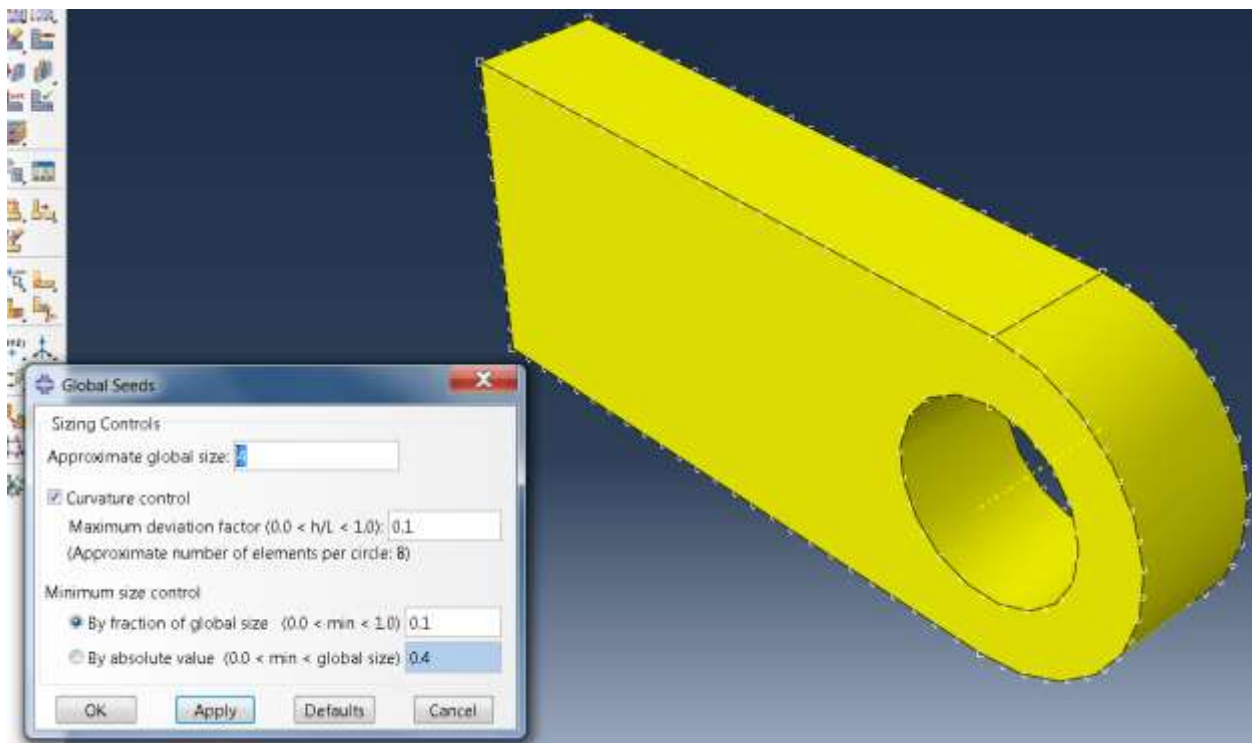 Global Seeds
Sizing Controls
Approximate global size: 4
Curvature control
Maximum deviation factor (0.0 < h/L < 1.0): 0.1
(Approximate number of elements per circle: 8)
Minimum size control
By fraction of global size (0.0 < min < 1.0) 0.1
By absolute value (0.0 < min < global size) 0.4
OK Apply Defaults Cancel